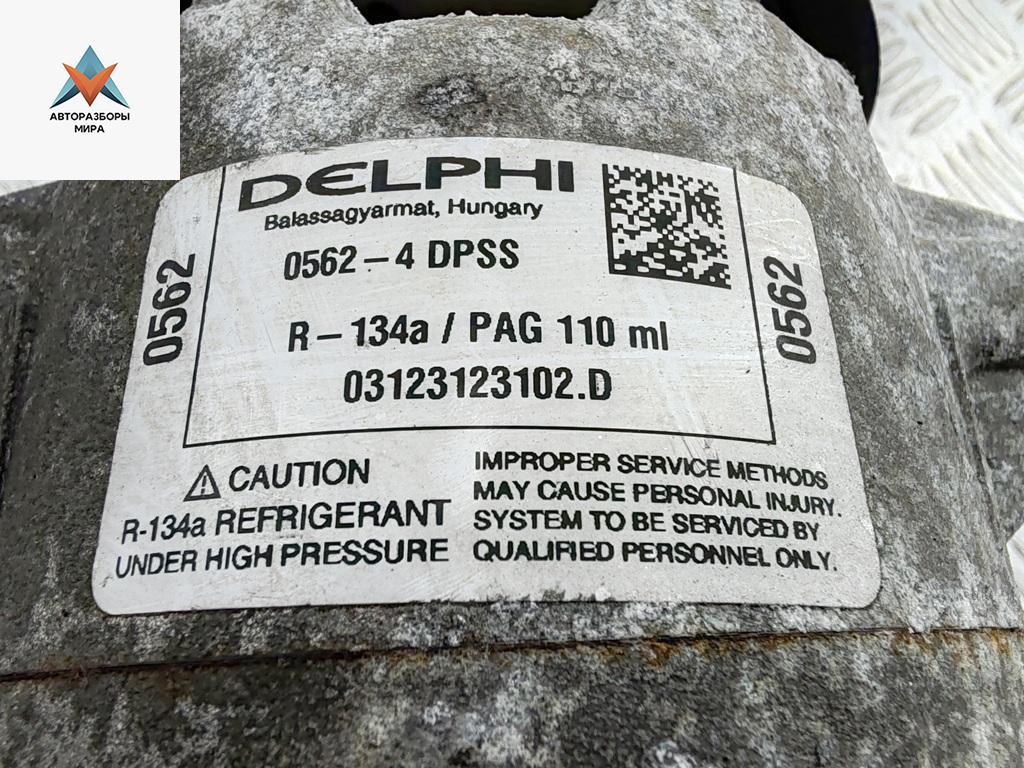 АВТОРАЗБОРЫ
МИРА
DELPHI
Balassagyarmat, Hungary
0562-4 DPSS
0562
0562
R-134a / PAG 110 ml
03123123102.D
CAUTION
R-134a REFRIGERANT
UNDER HIGH PRESSURE
IMPROPER SERVICE METHODS
MAY CAUSE PERSONAL INJURY.
SYSTEM TO BE SERVICED BY
QUALIFIED PERSONNEL ONLY.